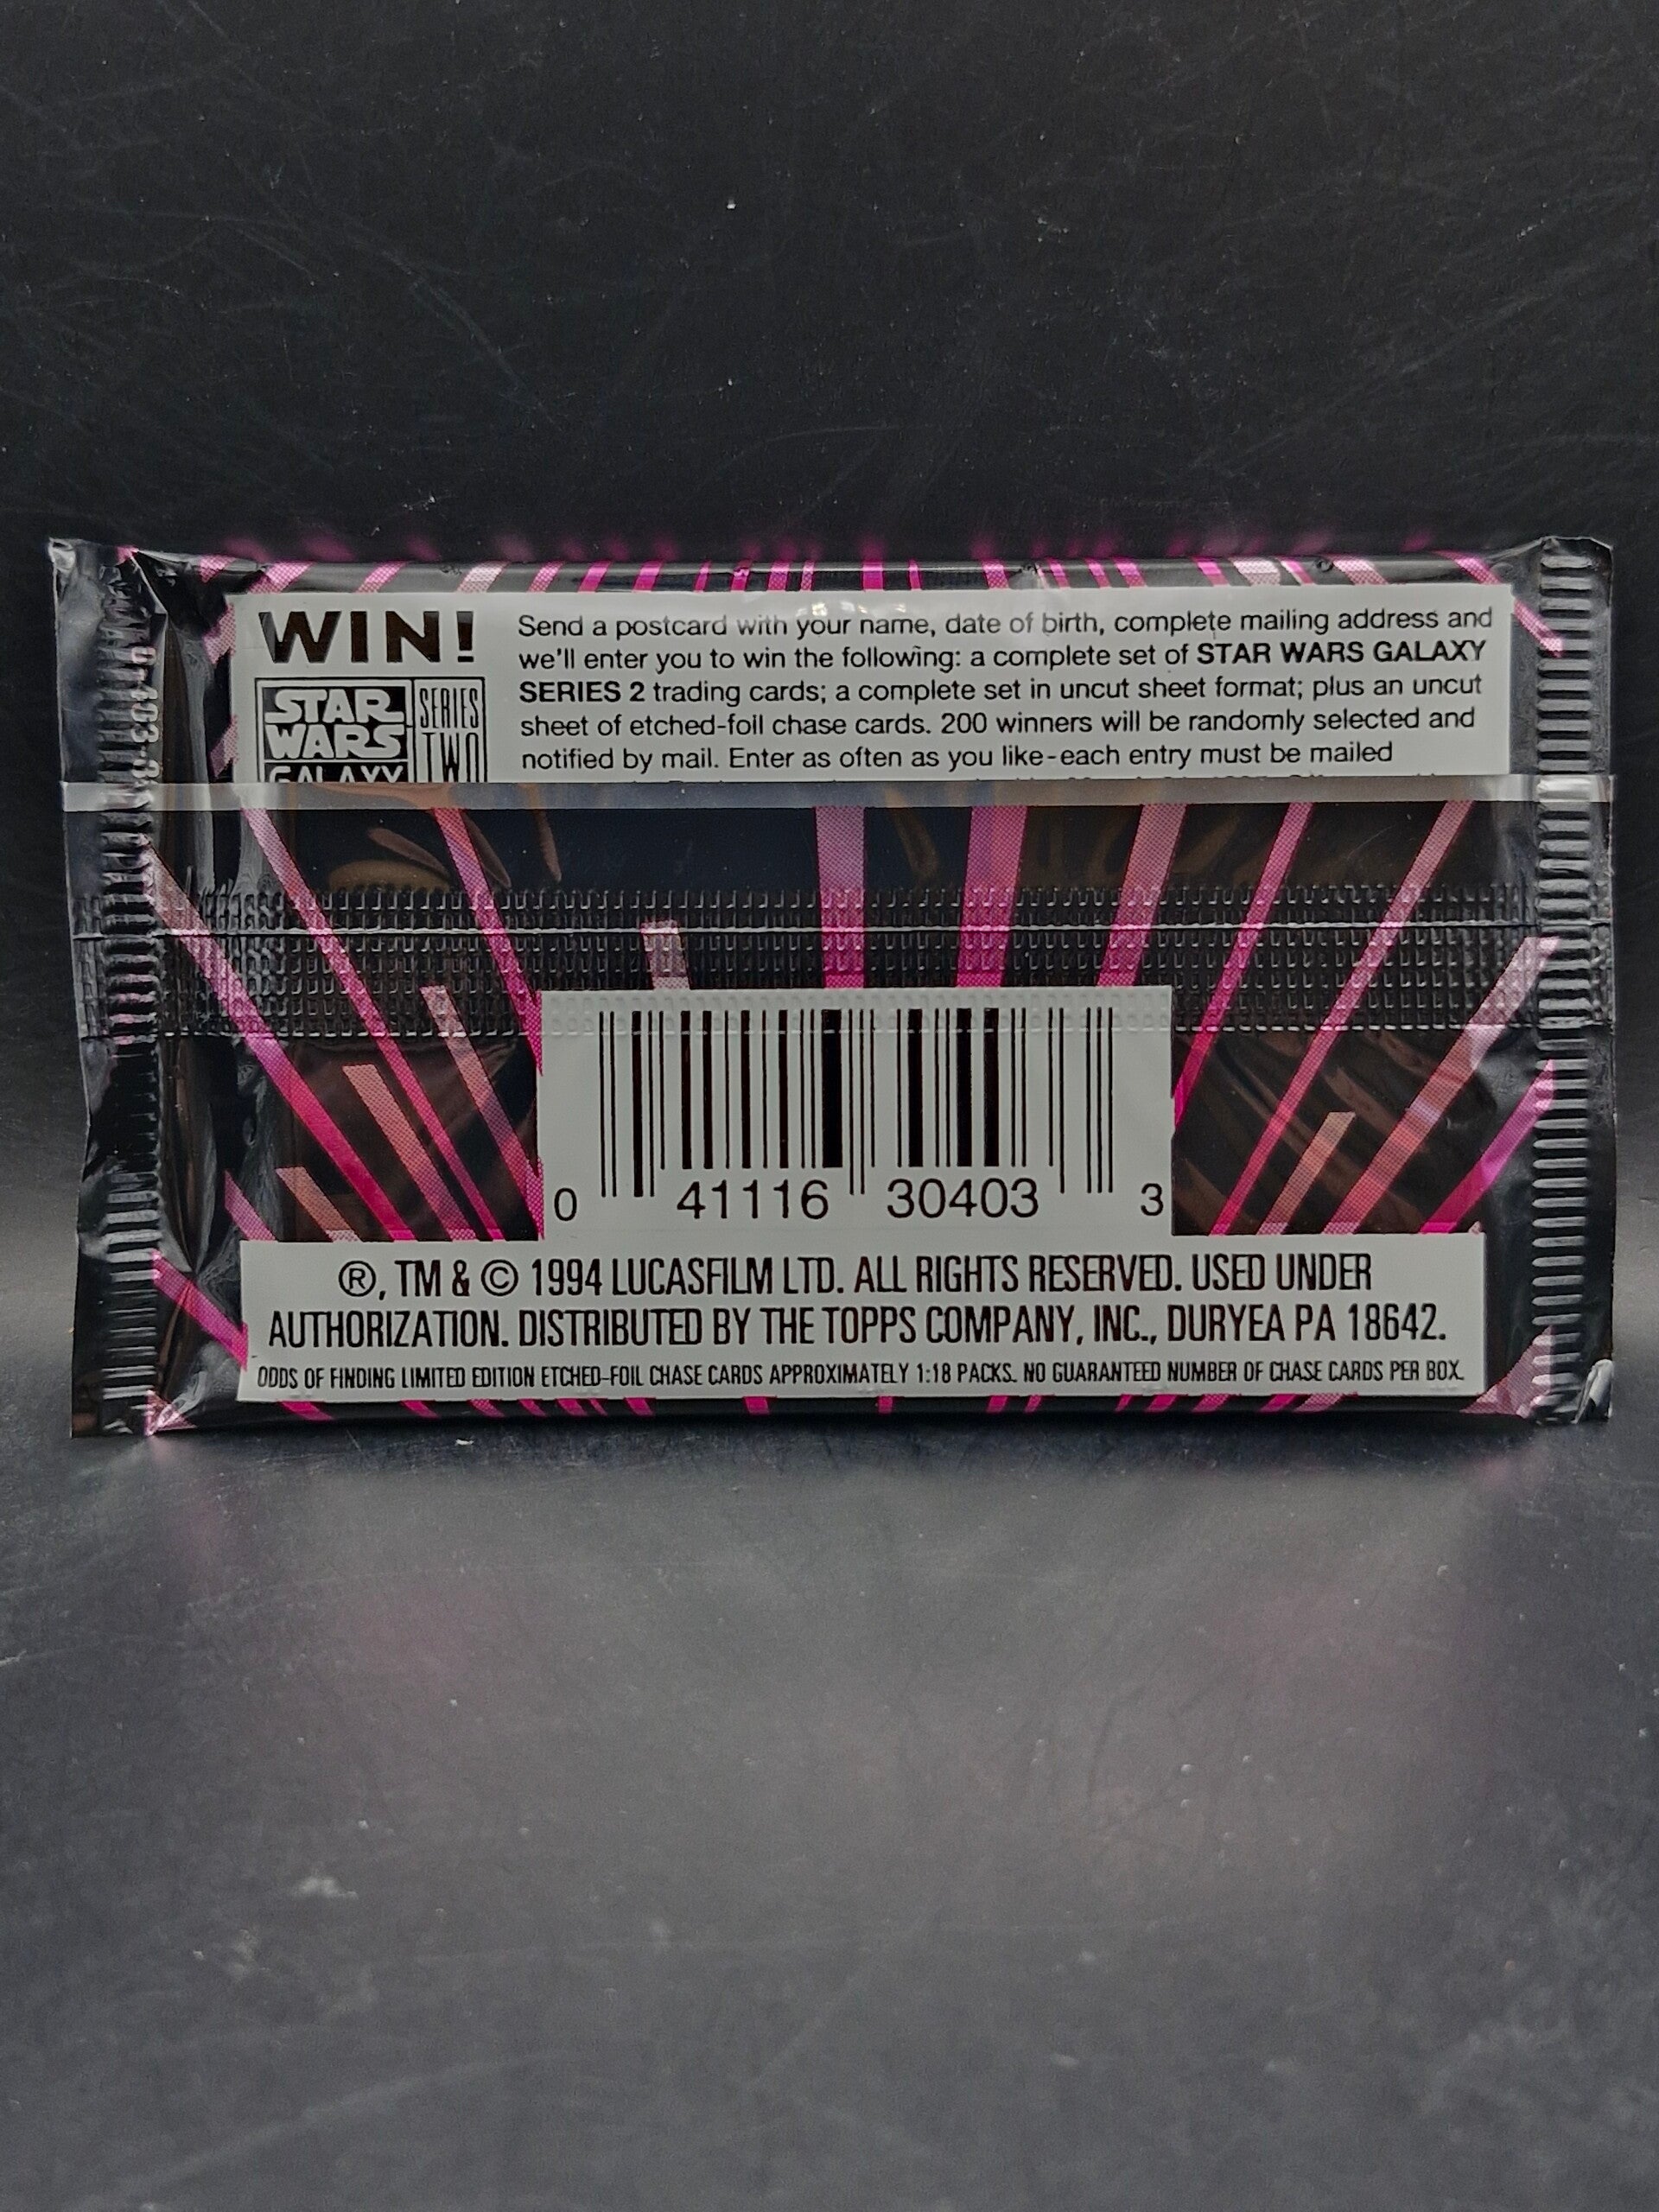 WIN!
STAR WARS GALAXY
SERIES TWO
Send a postcard with your name, date of birth, complete mailing address and
we'll enter you to win the following: a complete set of STAR WARS GALAXY
SERIES 2 trading cards; a complete set in uncut sheet format; plus an uncut
sheet of etched-foil chase cards. 200 winners will be randomly selected and
notified by mail. Enter as often as you like-each entry must be mailed
0 41116 30403 3
®, TM & © 1994 LUCASFILM LTD. ALL RIGHTS RESERVED. USED UNDER
AUTHORIZATION. DISTRIBUTED BY THE TOPPS COMPANY, INC., DURYEA PA 18642.
ODDS OF FINDING LIMITED EDITION ETCHED-FOIL CHASE CARDS APPROXIMATELY 1:18 PACKS. NO GUARANTEED NUMBER OF CHASE CARDS PER BOX.